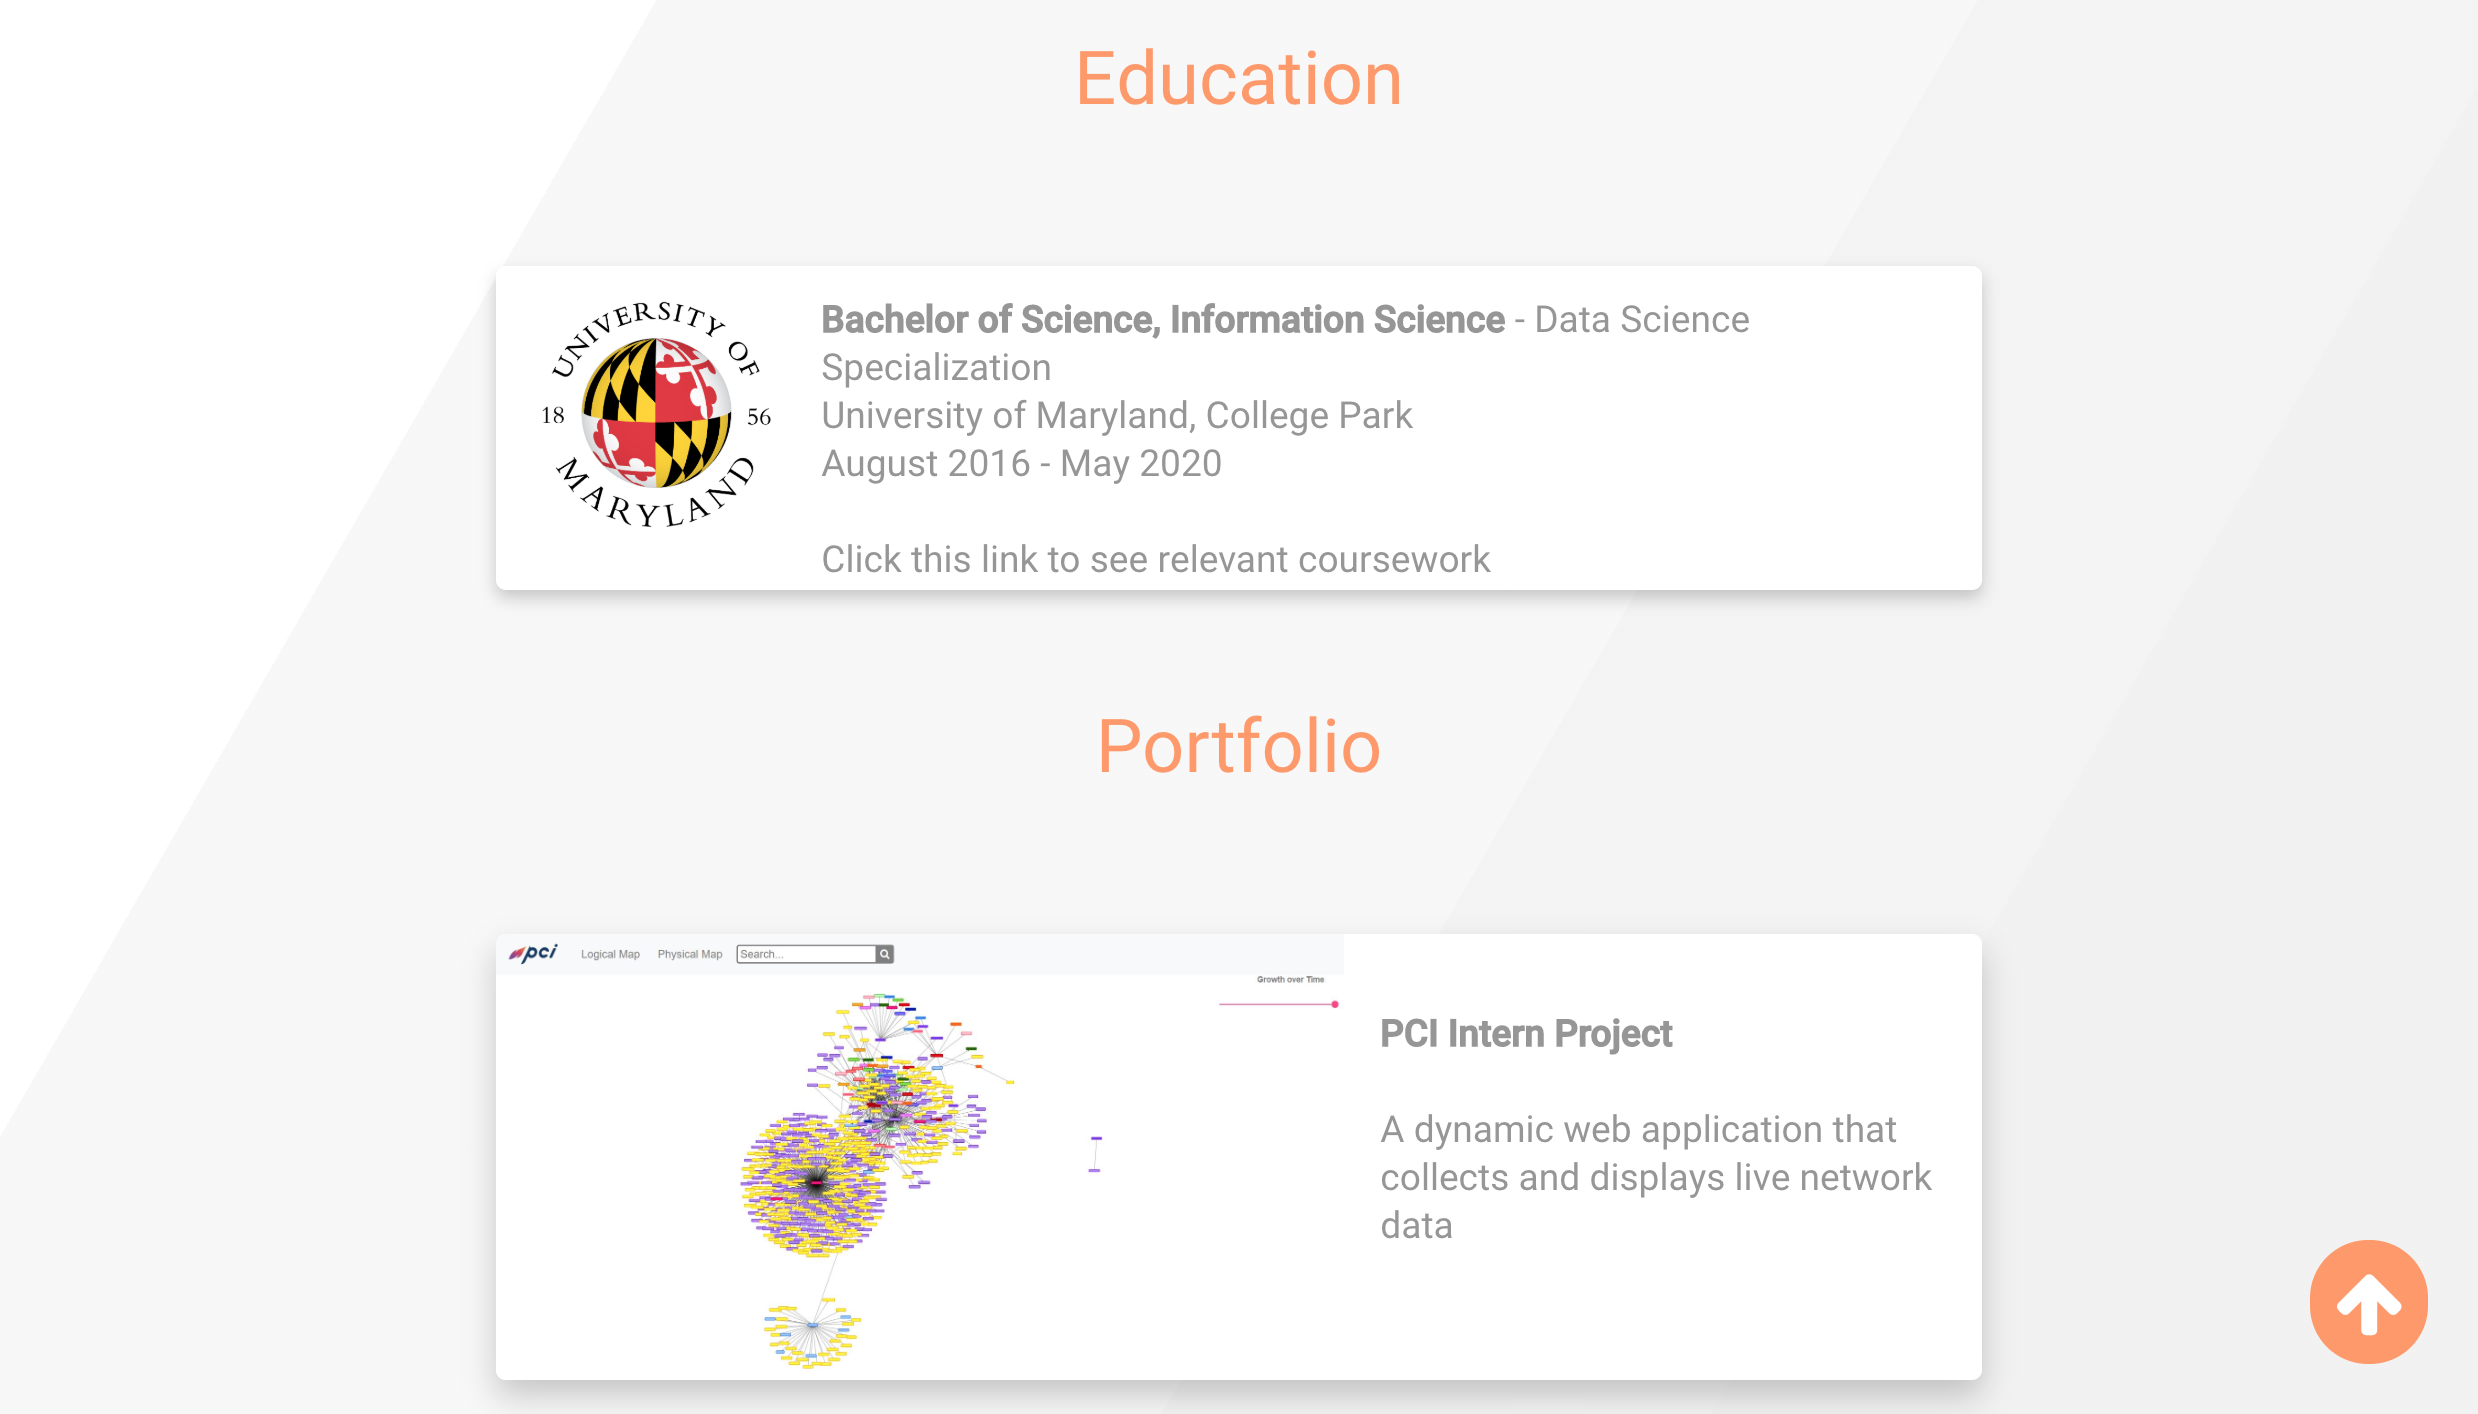 Education
UNIVERSITY OF
18 56
MARYLAND
Bachelor of Science, Information Science - Data Science
Specialization
University of Maryland, College Park
August 2016 - May 2020
Click this link to see relevant coursework
Portfolio
pci Logical Map Physical Map Search...
Growth over Time
PCI Intern Project
A dynamic web application that
collects and displays live network
data